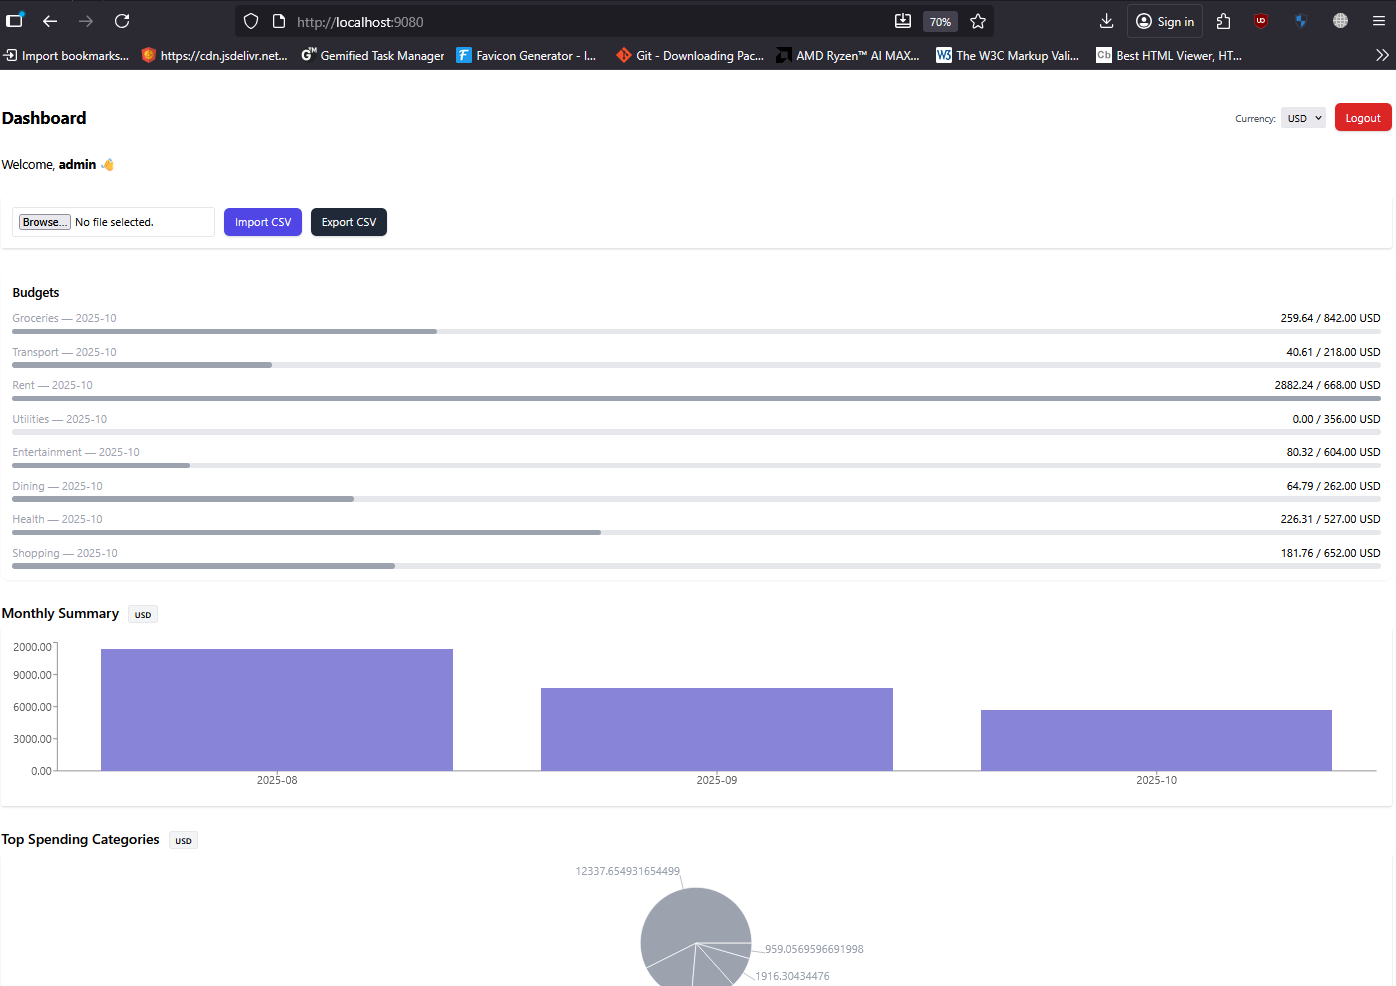 http://localhost:9080
70%
Sign in
Import bookmarks...
https://cdn.jsdelivr.net...
Gemified Task Manager
Favicon Generator - I...
Git - Downloading Pac...
AMD Ryzen™ AI MAX...
W3
The W3C Markup Vali...
Cb
Best HTML Viewer, HT...
Dashboard
Currency:
USD
Logout
Welcome, admin 👋
Browse...
No file selected.
Import CSV
Export CSV
Budgets
Groceries — 2025-10
259.64 / 842.00 USD
Transport — 2025-10
40.61 / 218.00 USD
Rent — 2025-10
2882.24 / 668.00 USD
Utilities — 2025-10
0.00 / 356.00 USD
Entertainment — 2025-10
80.32 / 604.00 USD
Dining — 2025-10
64.79 / 262.00 USD
Health — 2025-10
226.31 / 527.00 USD
Shopping — 2025-10
181.76 / 652.00 USD
Monthly Summary
USD
2000.00
9000.00
6000.00
3000.00
0.00
2025-08
2025-09
2025-10
Top Spending Categories
USD
12337.654931654499
959.0569596691998
1916.30434476